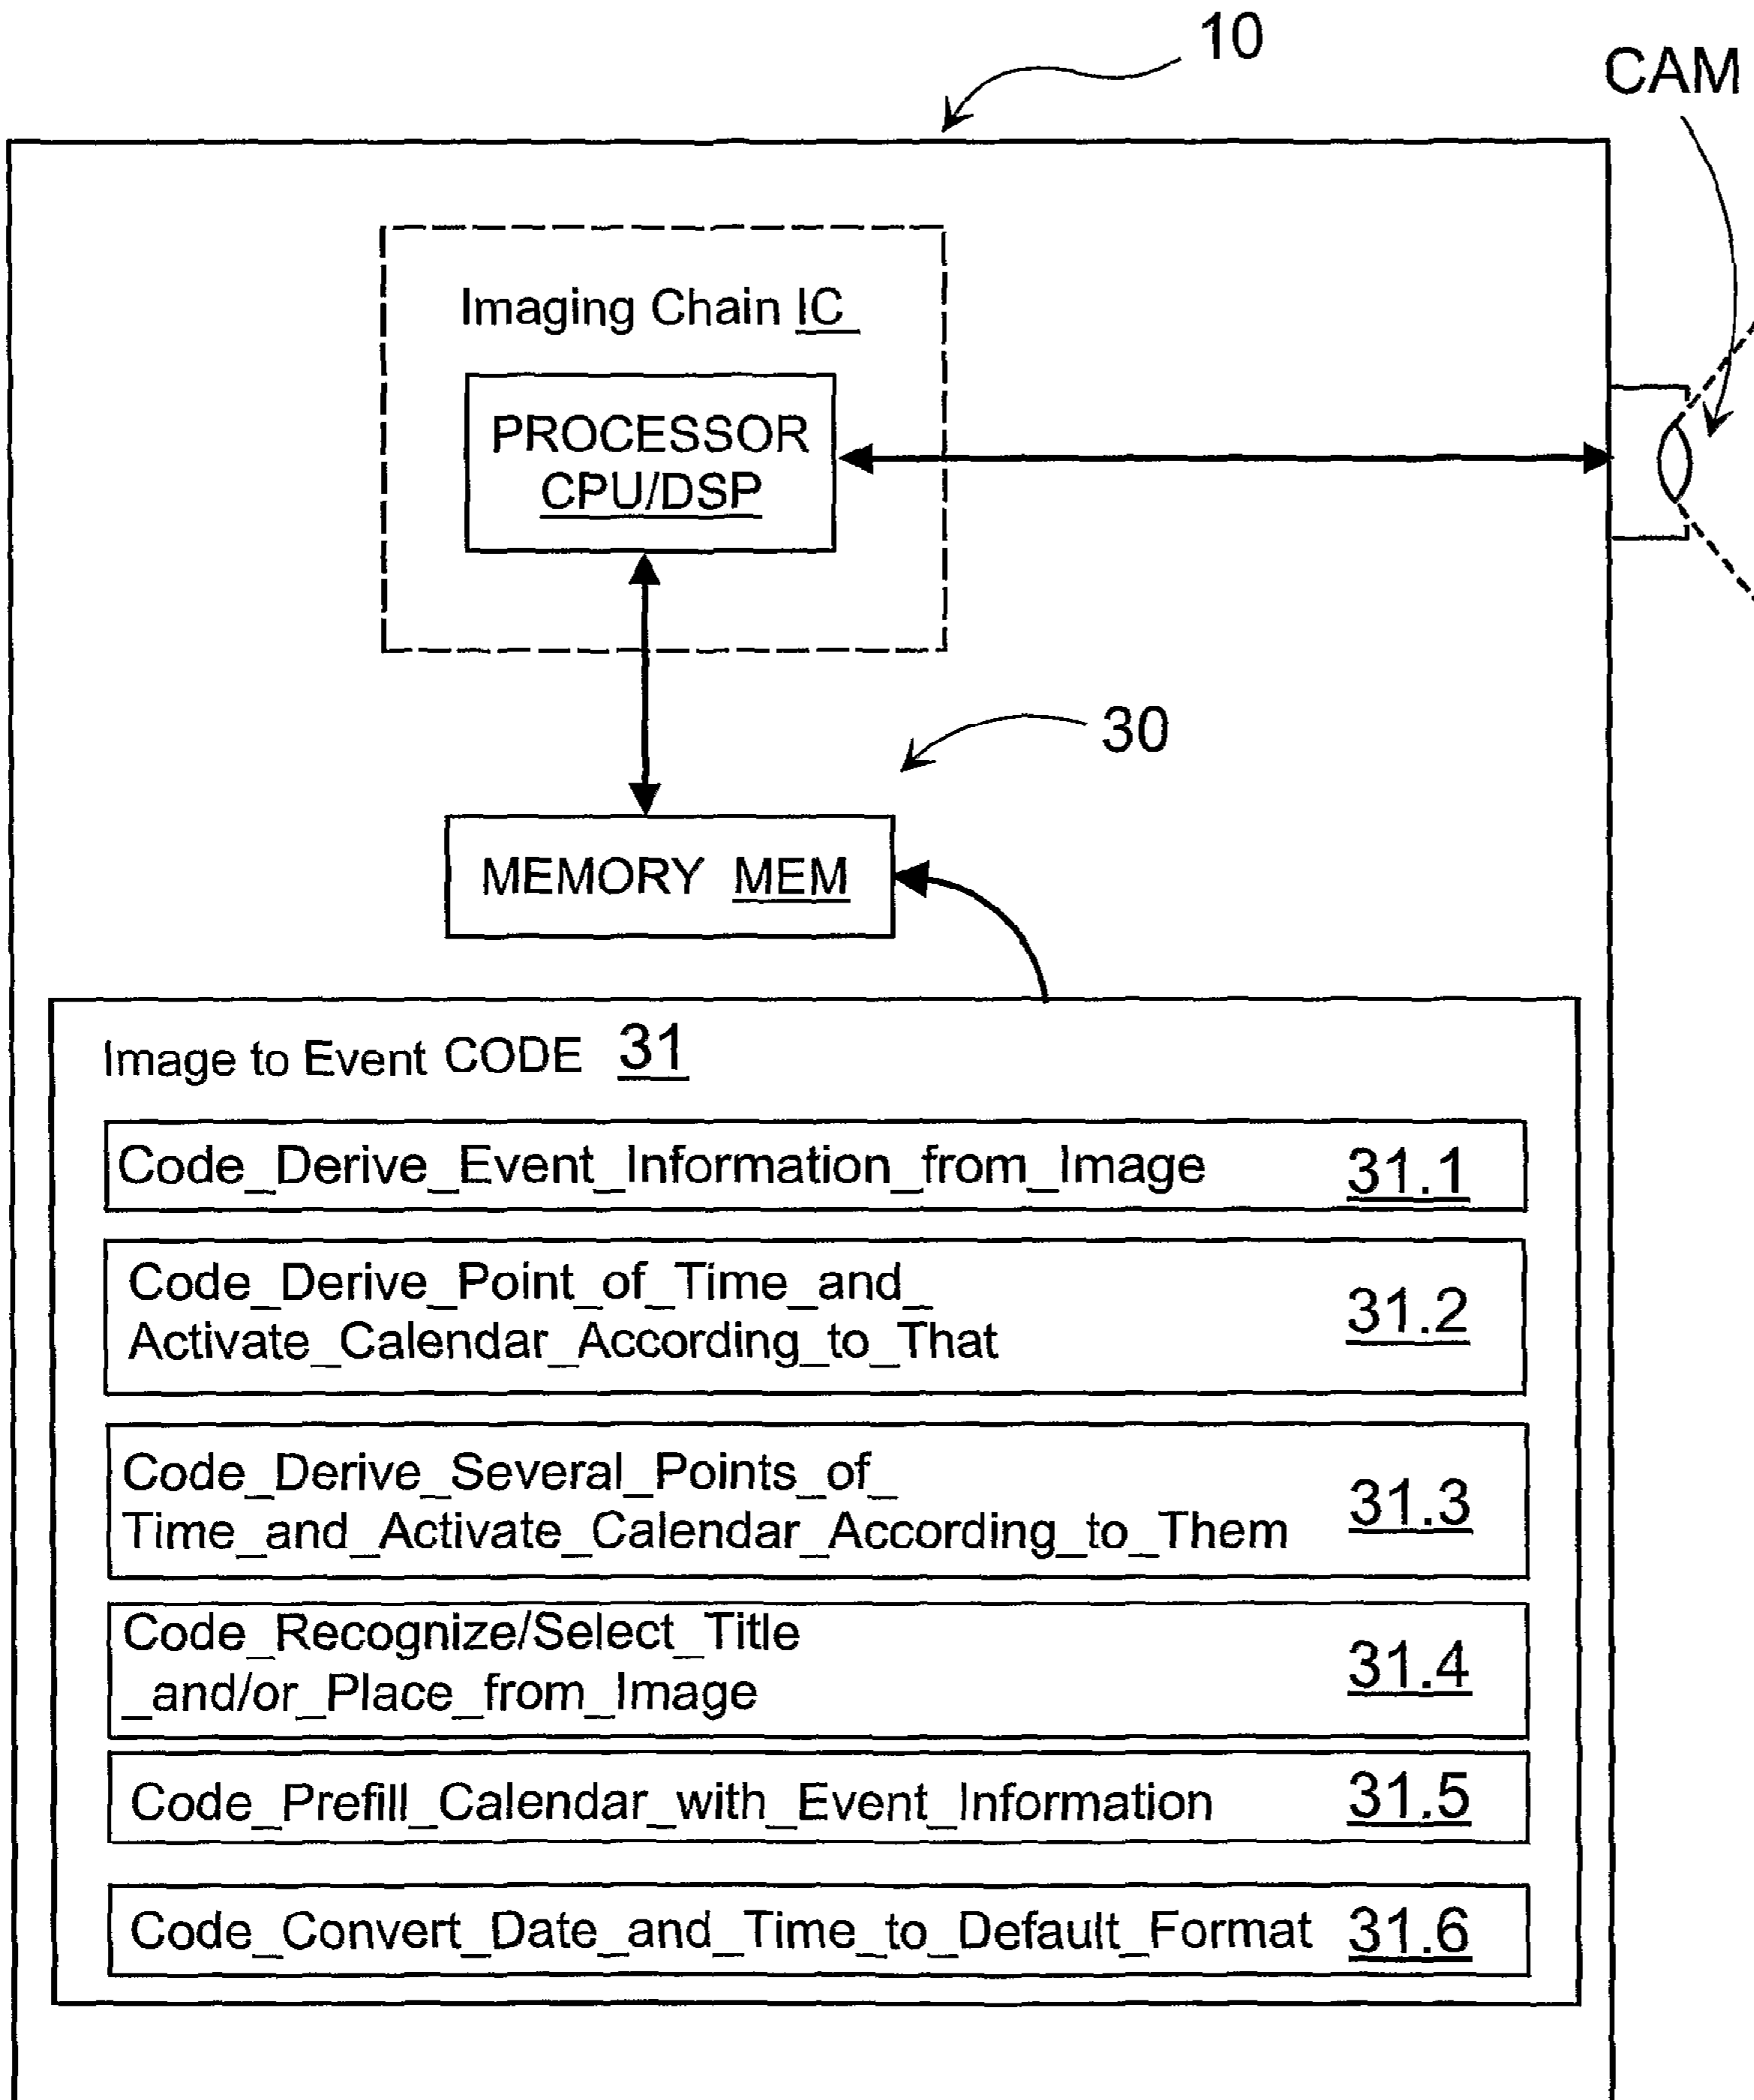 10
CAM
Imaging Chain IC
PROCESSOR
CPU/DSP
30
MEMORY MEM
Image to Event CODE 31
Code_Derive_Event_Information_from_Image 31.1
Code_Derive_Point_of_Time_and_
Activate_Calendar_According_to_That 31.2
Code_Derive_Several_Points_of_
Time_and_Activate_Calendar_According_to_Them 31.3
Code_Recognize/Select_Title
_and/or_Place_from_Image 31.4
Code_Prefill_Calendar_with_Event_Information 31.5
Code_Convert_Date_and_Time_to_Default_Format 31.6